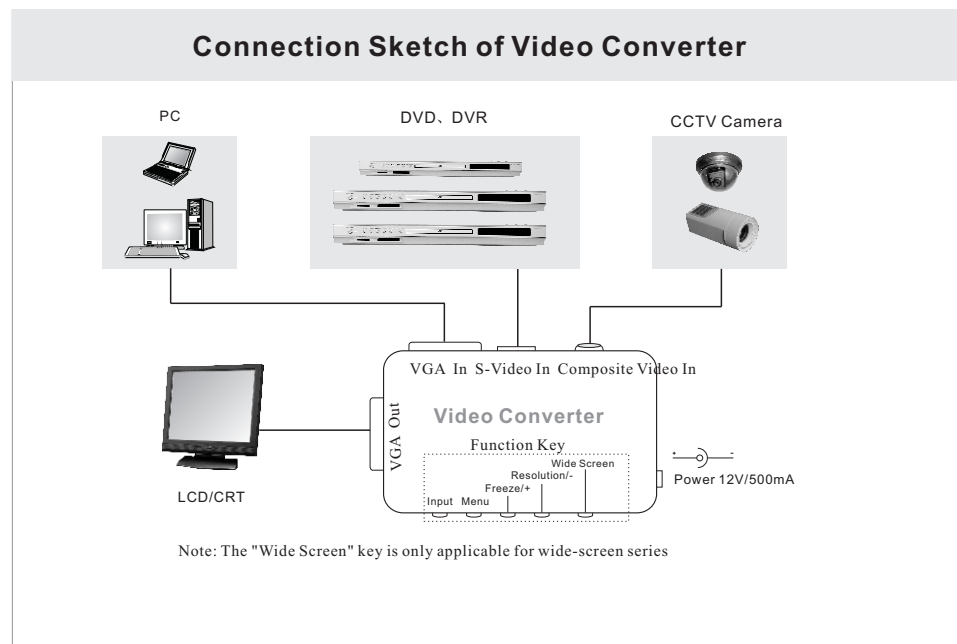 Connection Sketch of Video Converter
PC
DVD、DVR
CCTV Camera
VGA In S-Video In Composite Video In
VGA Out
Video Converter
Function Key
Wide Screen
Resolution/-
Freeze/+
Input Menu
+ -
Power 12V/500mA
LCD/CRT
Note: The "Wide Screen" key is only applicable for wide-screen series